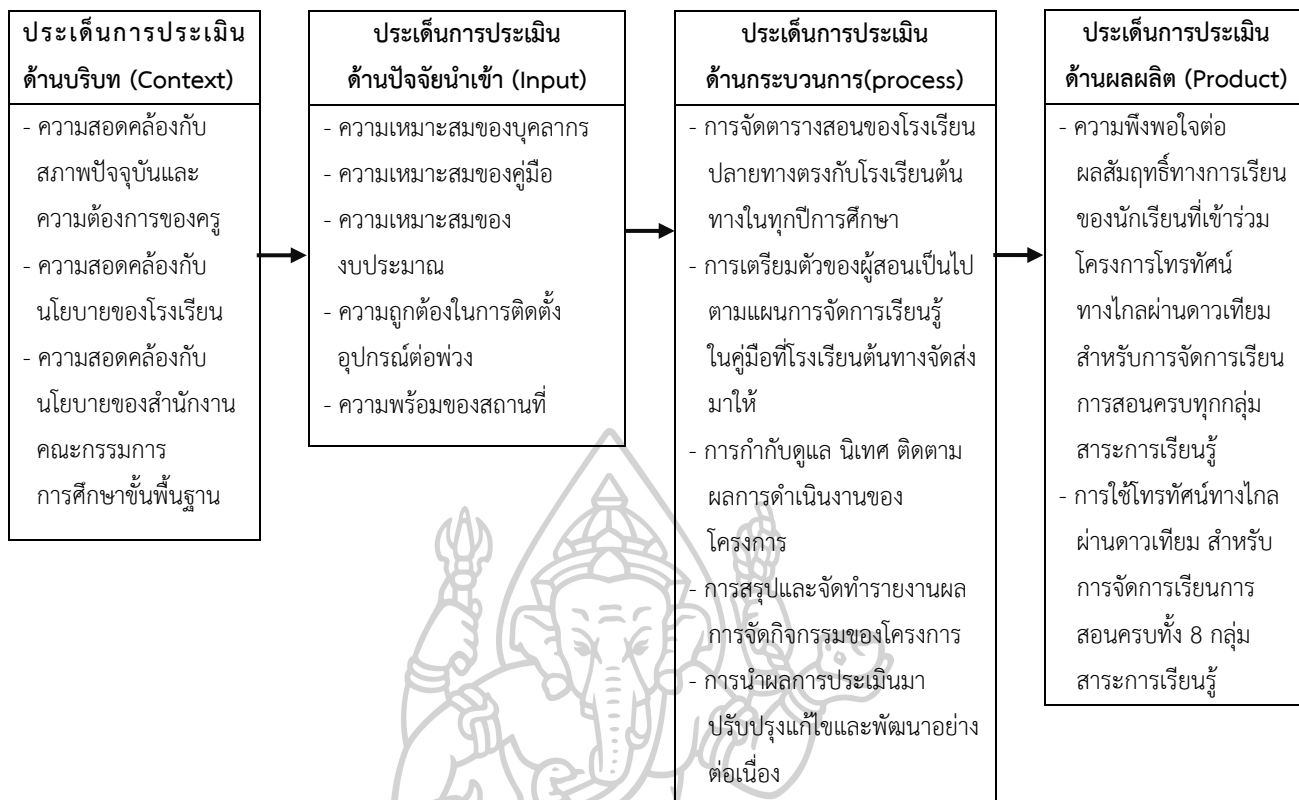 ประเด็นการประเมิน
ด้านบริบท (Context)
- ความสอดคล้องกับ
สภาพปัจจุบันและ
ความต้องการของครู
- ความสอดคล้องกับ
นโยบายของโรงเรียน
- ความสอดคล้องกับ
นโยบายของสำนักงาน
คณะกรรมการ
การศึกษาขั้นพื้นฐาน
ประเด็นการประเมิน
ด้านปัจจัยนำเข้า (Input)
- ความเหมาะสมของบุคลากร
- ความเหมาะสมของคู่มือ
- ความเหมาะสมของ
งบประมาณ
- ความถูกต้องในการติดตั้ง
อุปกรณ์ต่อพ่วง
- ความพร้อมของสถานที่
ประเด็นการประเมิน
ด้านกระบวนการ(process)
- การจัดตารางสอนของโรงเรียน
ปลายทางตรงกับโรงเรียนต้น
ทางในทุกปีการศึกษา
- การเตรียมตัวของผู้สอนเป็นไป
ตามแผนการจัดการเรียนรู้
ในคู่มือที่โรงเรียนต้นทางจัดส่ง
มาให้
- การกำกับดูแล นิเทศ ติดตาม
ผลการดำเนินงานของ
โครงการ
- การสรุปและจัดทำรายงานผล
การจัดกิจกรรมของโครงการ
- การนำผลการประเมินมา
ปรับปรุงแก้ไขและพัฒนาอย่าง
ต่อเนื่อง
ประเด็นการประเมิน
ด้านผลผลิต (Product)
- ความพึงพอใจต่อ
ผลสัมฤทธิ์ทางการเรียน
ของนักเรียนที่เข้าร่วม
โครงการโทรทัศน์
ทางไกลผ่านดาวเทียม
สำหรับการจัดการเรียน
การสอนครบทุกกลุ่ม
สาระการเรียนรู้
- การใช้โทรทัศน์ทางไกล
ผ่านดาวเทียม สำหรับ
การจัดการเรียนการ
สอนครบทั้ง 8 กลุ่ม
สาระการเรียนรู้